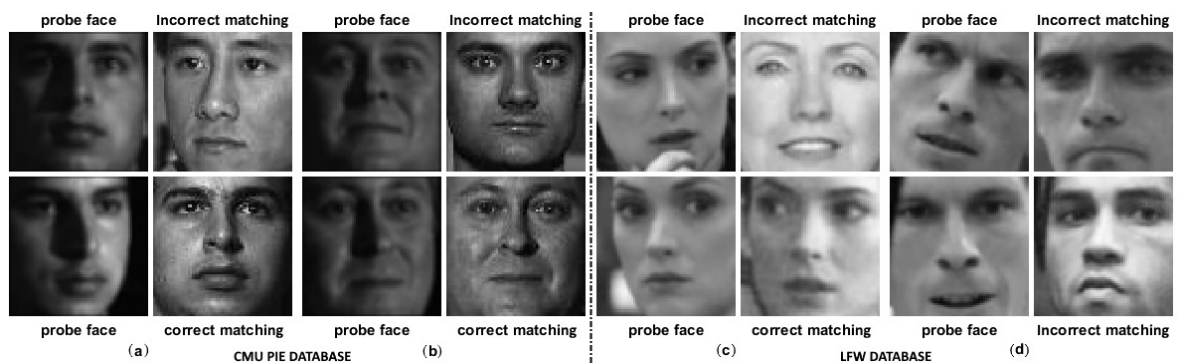 probe face Incorrect matching probe face Incorrect matching probe face Incorrect matching probe face Incorrect matching
probe face correct matching probe face correct matching probe face correct matching probe face Incorrect matching
(a) (b) (c) (d)
CMU PIE DATABASE LFW DATABASE